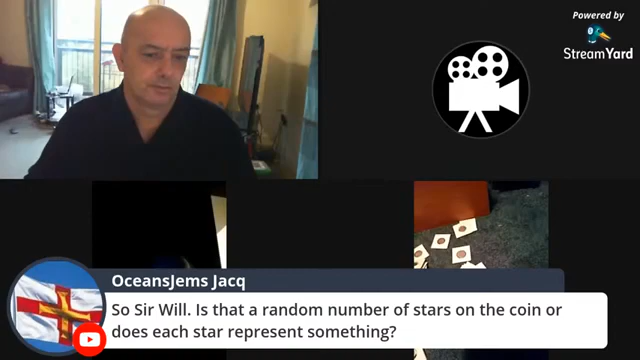 Powered by
StreamYard
OceansJems Jacq
So Sir Will. Is that a random number of stars on the coin or
does each star represent something?